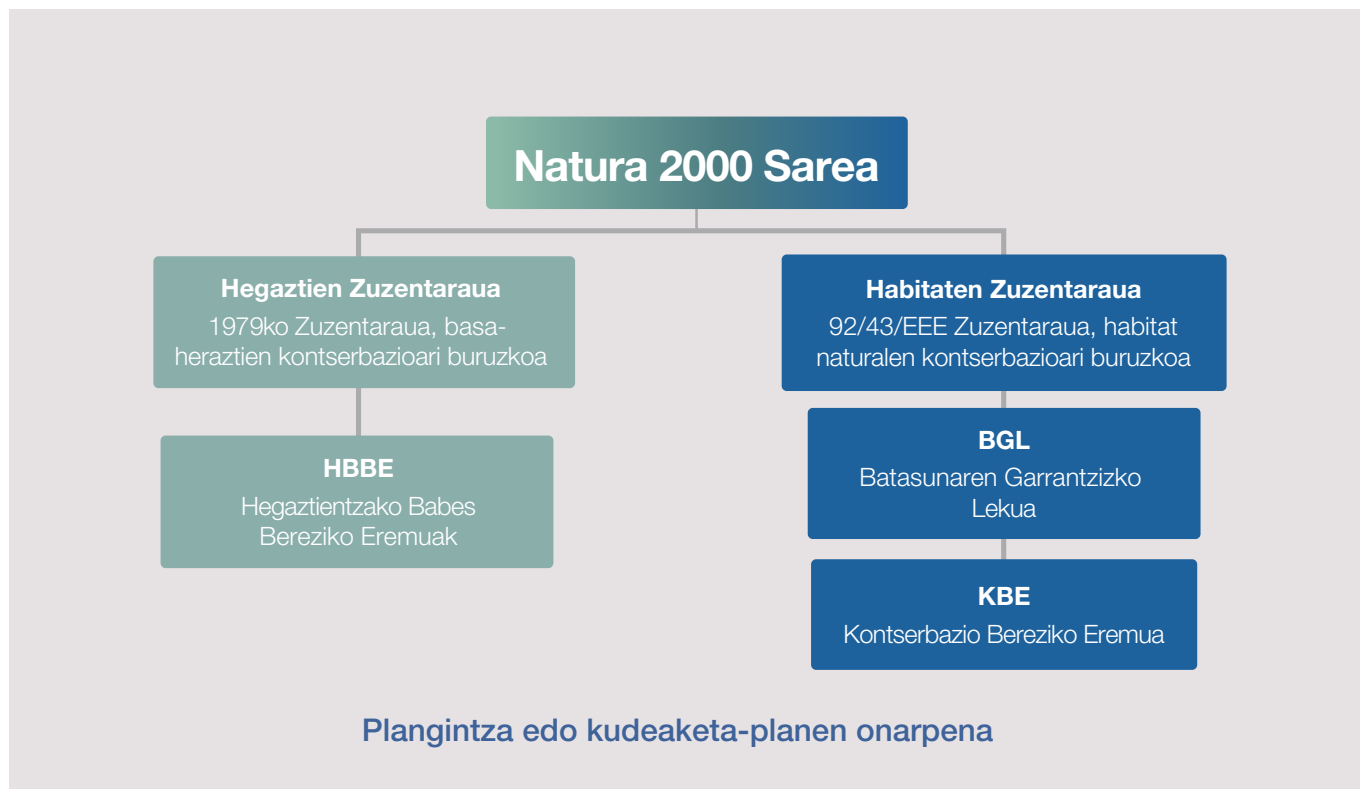 Natura 2000 Sarea
Hegaztien Zuzentaraua
1979ko Zuzentaraua, basa-
heraztien kontserbazioari buruzkoa
HBBE
Hegaztientzako Babes
Bereziko Eremuak
Habitaten Zuzentaraua
92/43/EEE Zuzentaraua, habitat
naturalen kontserbazioari buruzkoa
BGL
Batasunaren Garrantzizko
Lekua
KBE
Kontserbazio Bereziko Eremua
Plangintza edo kudeaketa-planen onarpena